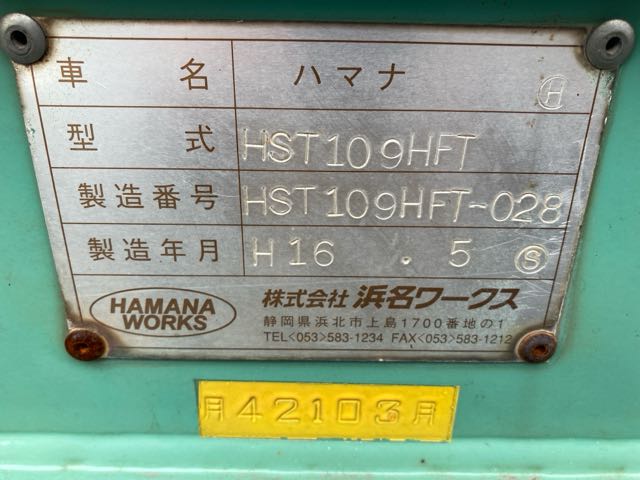 車名 ハマナ Ⓗ
型式 HST109HFT
製造番号 HST109HFT-028
製造年月 H16.5 Ⓢ
HAMANA WORKS 株式会社 浜名ワークス
静岡県浜北市上島1700番地の1
TEL<053>583-1234 FAX<053>583-1212
月42103月